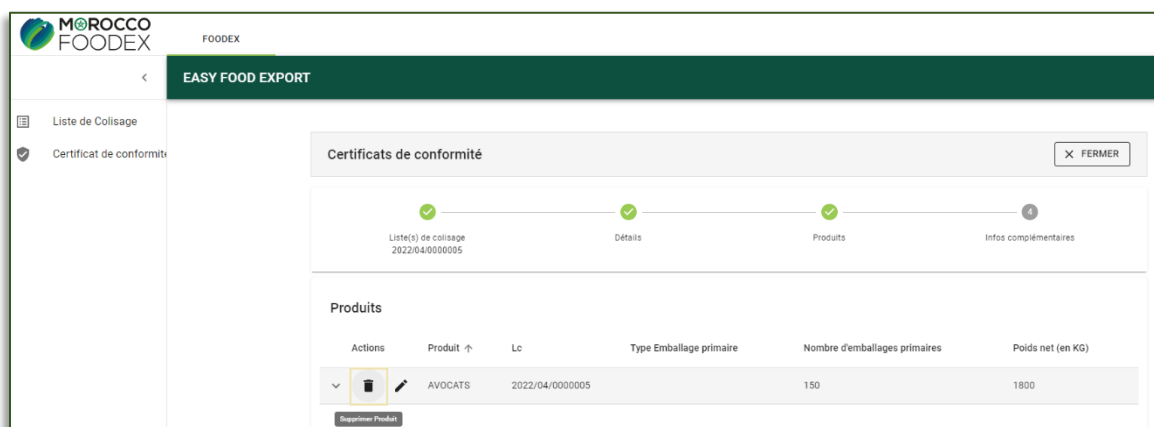 MOROCCO
FOODEX
FOODEX
EASY FOOD EXPORT
Liste de Colisage
Certificat de conformité
Certificats de conformité
FERMER
4
Liste(s) de colisage
2022/04/0000005
Détails
Produits
Infos complémentaires
Produits
Actions Produit Lc Type Emballage primaire Nombre d'emballages primaires Poids net (en KG)
AVOCATS 2022/04/0000005 150 1800
Supprimer Produit